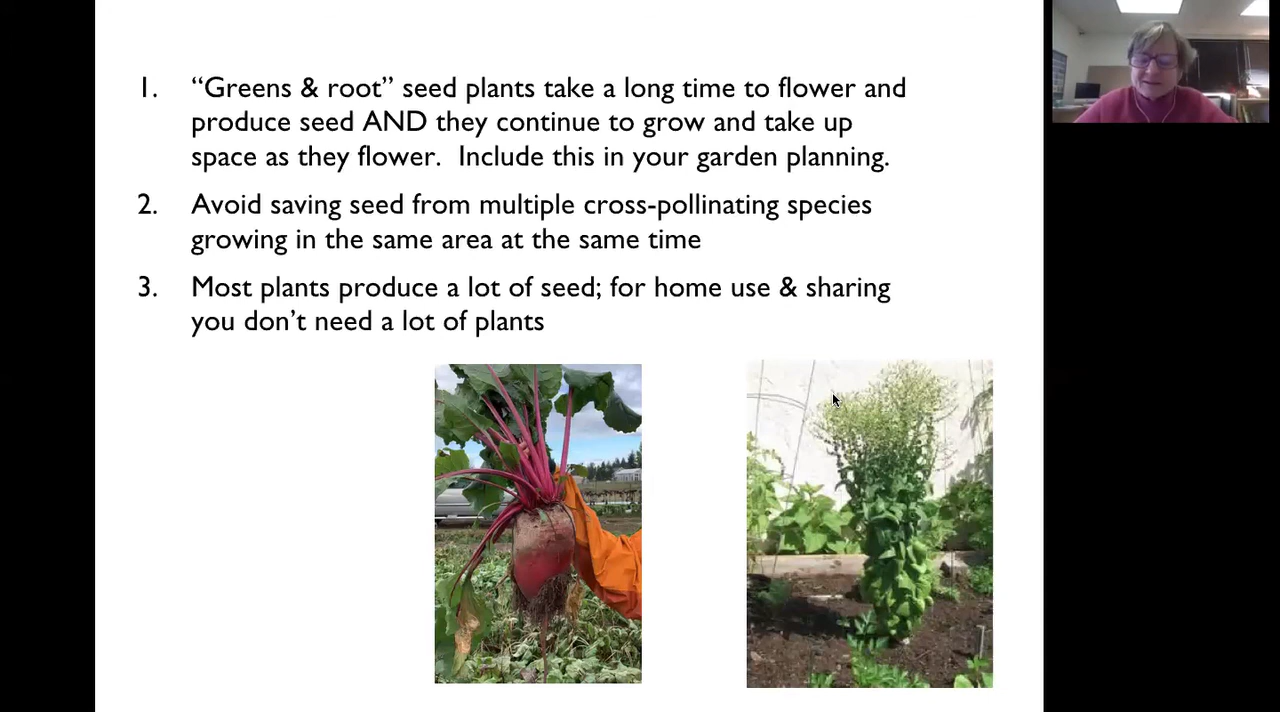 1. “Greens & root” seed plants take a long time to flower and
produce seed AND they continue to grow and take up
space as they flower.  Include this in your garden planning.
2. Avoid saving seed from multiple cross-pollinating species
growing in the same area at the same time
3. Most plants produce a lot of seed; for home use & sharing
you don’t need a lot of plants